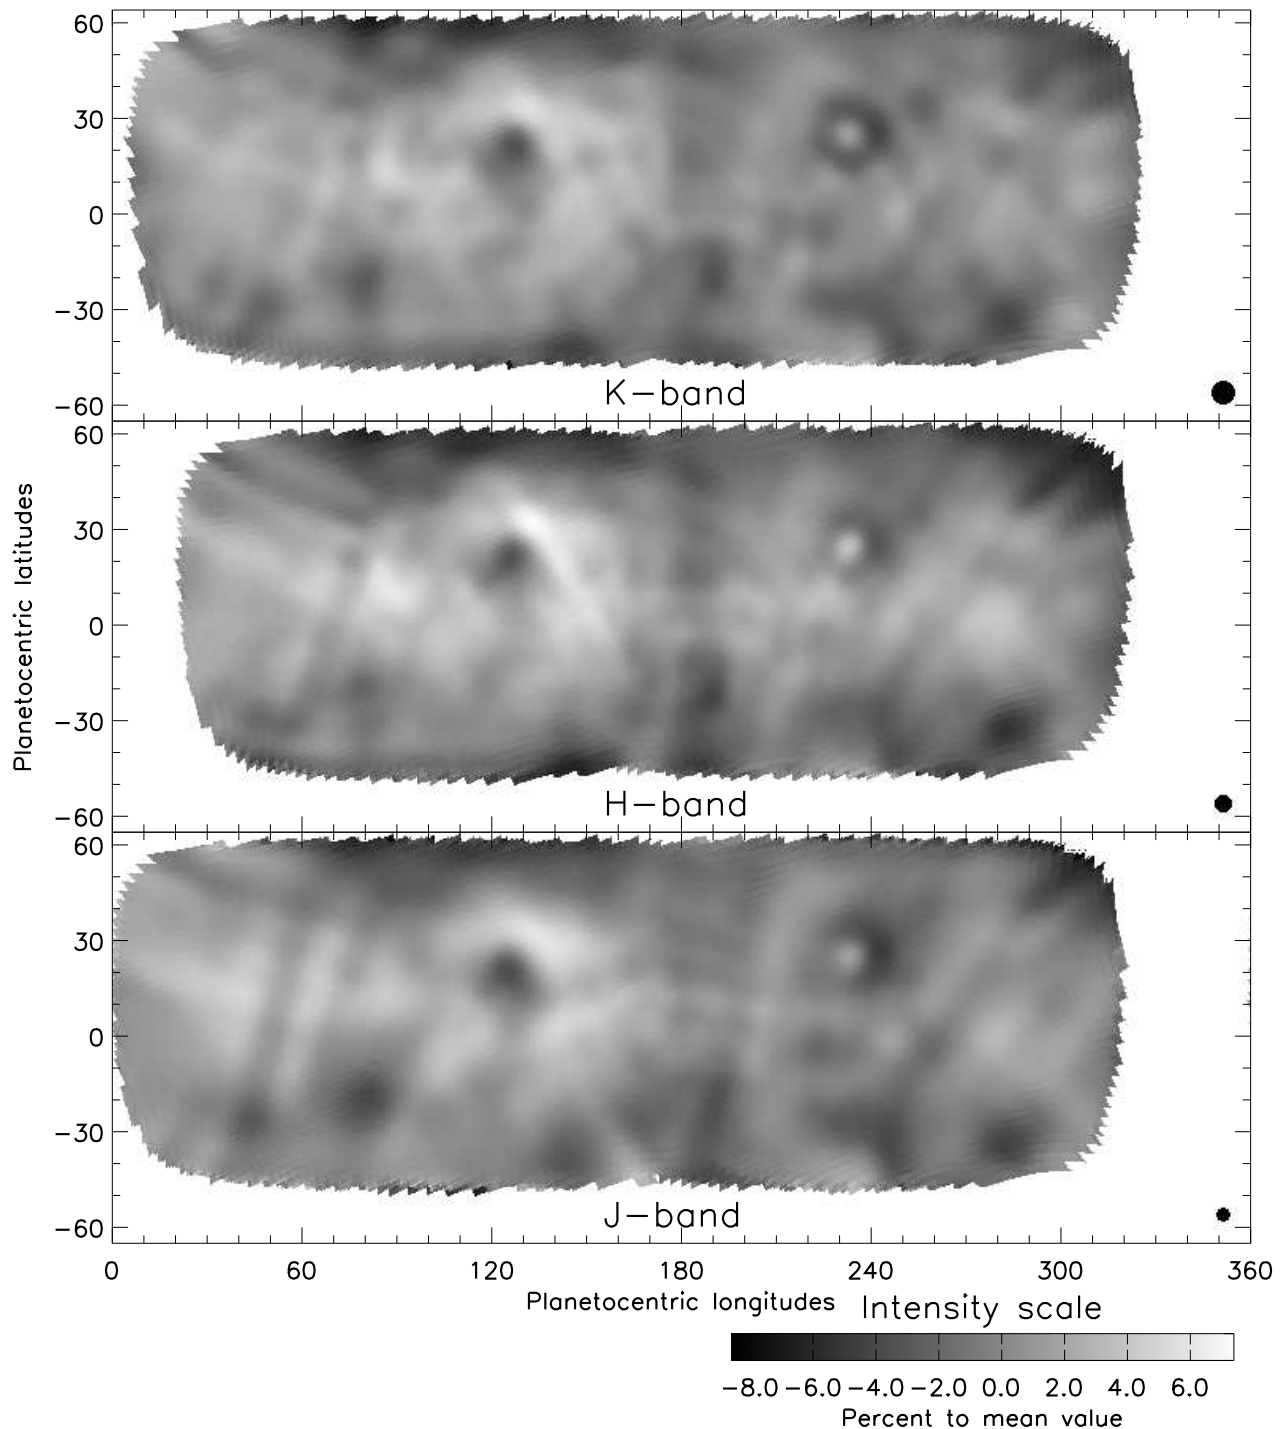 60
30
0
−30
−60
K−band
60
30
0
−30
−60
H−band
Planetocentric latitudes
60
30
0
−30
−60
J−band
0 60 120 180 240 300 360
Planetocentric longitudes
Intensity scale
−8.0 −6.0 −4.0 −2.0 0.0 2.0 4.0 6.0
Percent to mean value